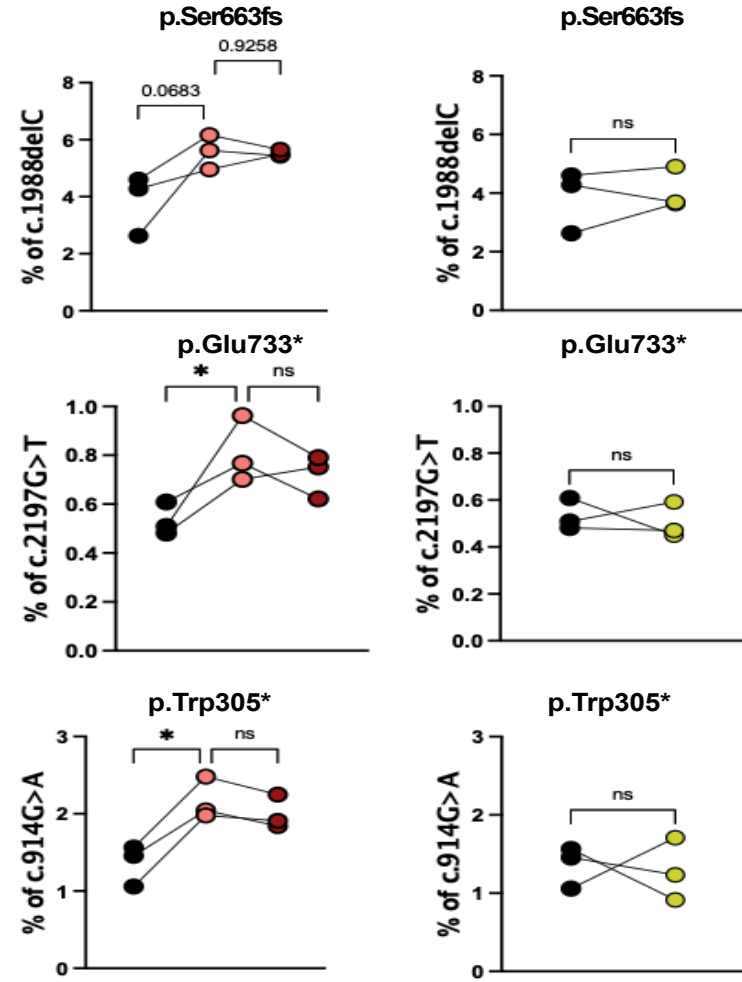 p.Ser663fs
0.9258
0.0683
% of c.1988delC
8
6
4
2
0
p.Ser663fs
ns
% of c.1988delC
8
6
4
2
0
p.Glu733*
* ns
% of c.2197G>T
1.0
0.8
0.6
0.4
0.2
0.0
p.Glu733*
ns
% of c.2197G>T
1.0
0.8
0.6
0.4
0.2
0.0
p.Trp305*
* ns
% of c.914G>A
3
2
1
0
p.Trp305*
ns
% of c.914G>A
3
2
1
0